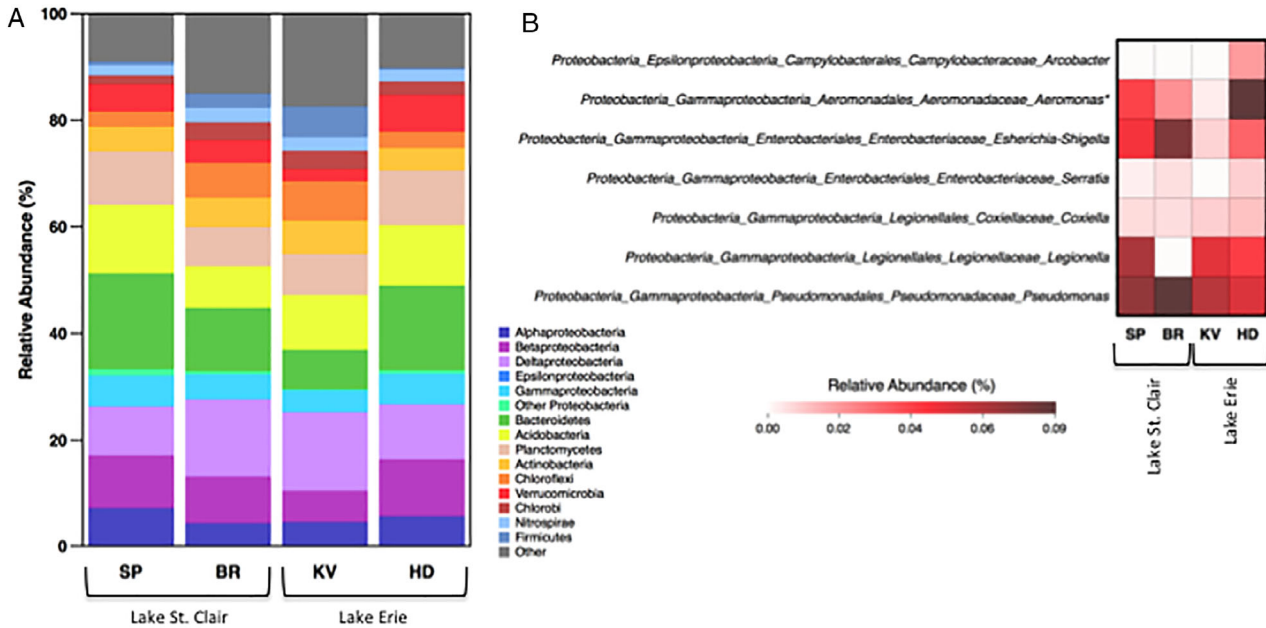 A
100
80
60
40
20
0
Relative Abundance (%)
SP BR KV HD
Lake St. Clair Lake Erie
Alphaproteobacteria
Betaproteobacteria
Deltaproteobacteria
Epsilonproteobacteria
Gammaproteobacteria
Other Proteobacteria
Bacteroidetes
Acidobacteria
Planctomycetes
Actinobacteria
Chloroflexi
Verrucomicrobia
Chlorobi
Nitrospirae
Firmicutes
Other
B
Proteobacteria_Epsilonproteobacteria_Campylobacterales_Campylobacteraceae_Arcobacter
Proteobacteria_Gammaproteobacteria_Aeromonadales_Aeromonadaceae_Aeromonas*
Proteobacteria_Gammaproteobacteria_Enterobacteriales_Enterobacteriaceae_Esherichia-Shigella
Proteobacteria_Gammaproteobacteria_Enterobacteriales_Enterobacteriaceae_Serratia
Proteobacteria_Gammaproteobacteria_Legionellales_Coxiellaceae_Coxiella
Proteobacteria_Gammaproteobacteria_Legionellales_Legionellaceae_Legionella
Proteobacteria_Gammaproteobacteria_Pseudomonadales_Pseudomonadaceae_Pseudomonas
SP BR KV HD
Lake St. Clair
Lake Erie
Relative Abundance (%)
0.00 0.02 0.04 0.06 0.09